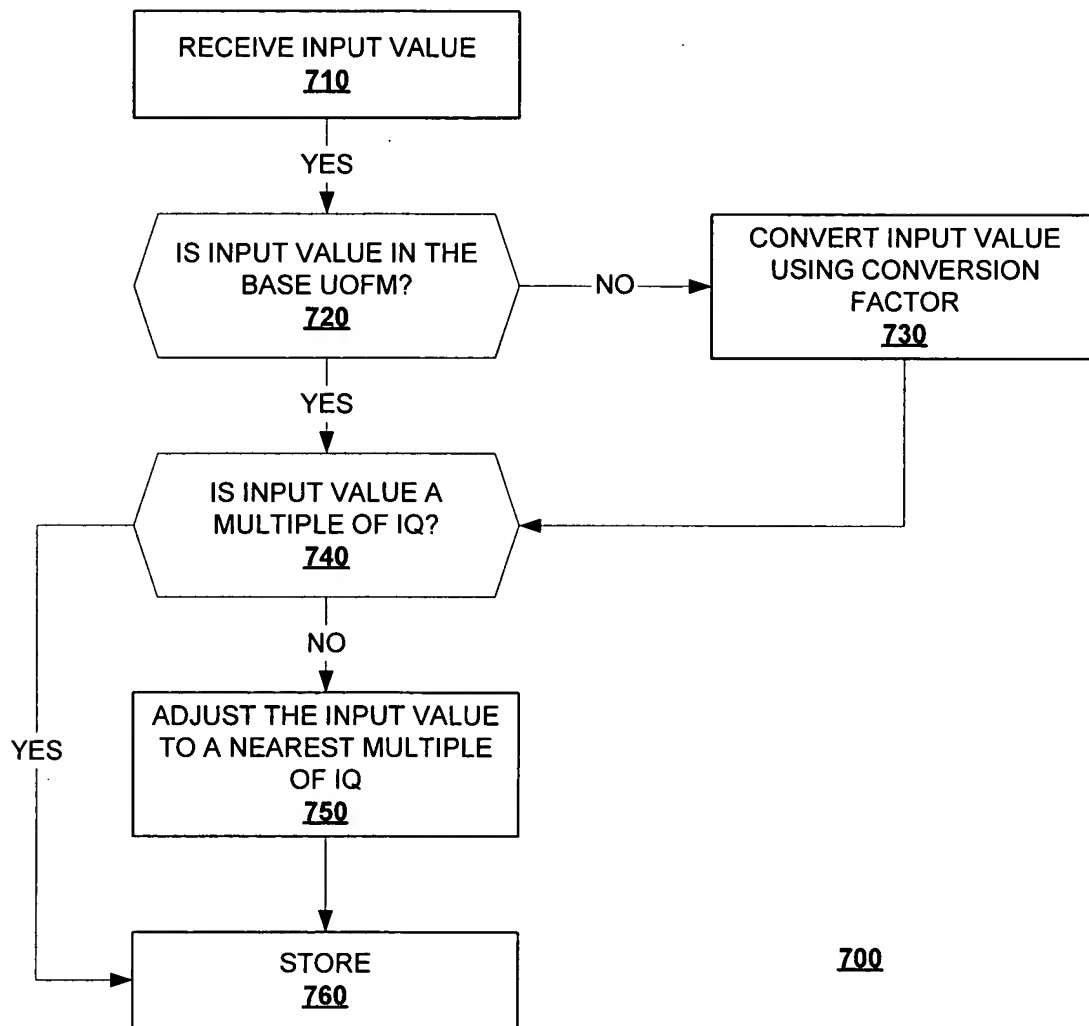 RECEIVE INPUT VALUE
710
YES
IS INPUT VALUE IN THE
BASE UOFM?
720
NO
CONVERT INPUT VALUE
USING CONVERSION
FACTOR
730
YES
IS INPUT VALUE A
MULTIPLE OF IQ?
740
NO
YES
ADJUST THE INPUT VALUE
TO A NEAREST MULTIPLE
OF IQ
750
STORE
760
700